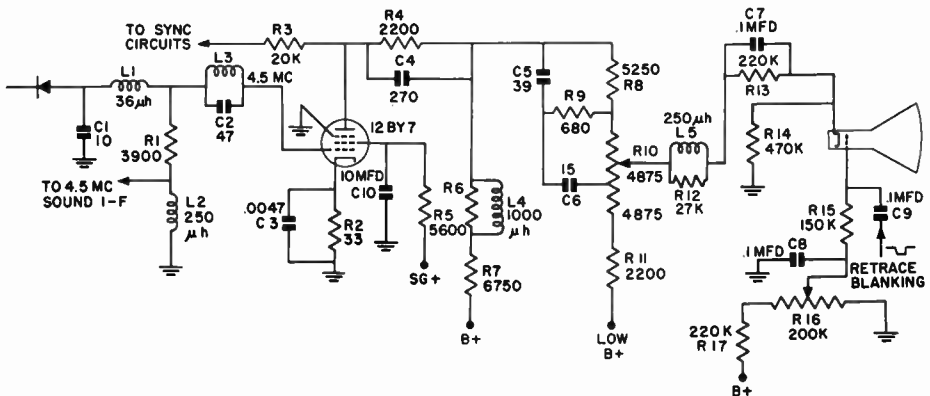 TO SYNC
CIRCUITS
R3
20K
R4
2200
C4
270
L3
4.5 MC
C2
47
L1
36μh
C1
10
R1
3900
TO 4.5 MC
SOUND I-F
L2
250
μh
12BY7
10MFD
C10
.0047
C3
R2
33
R5
5600
SG+
R6
L4
1000
μh
R7
6750
B+
C5
39
R9
680
5250
R8
15
C6
R10
4875
4875
R11
2200
LOW
B+
250μh
L5
R12
27K
C7
.1MFD
220K
R13
R14
470K
R15
150K
.1MFD
C9
RETRACE
BLANKING
.1MFD
C8
R16
200K
220K
R17
B+